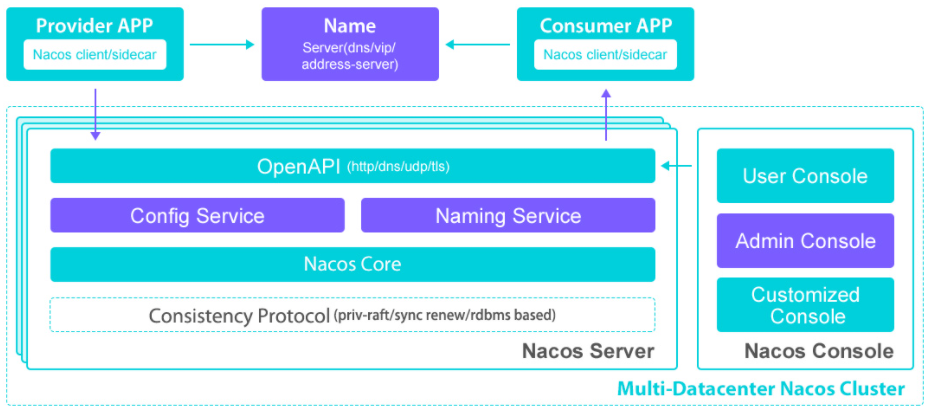 Provider APP
Nacos client/sidecar
Name
Server(dns/vip/
address-server)
Consumer APP
Nacos client/sidecar
OpenAPI (http/dns/udp/tls)
Config Service
Naming Service
Nacos Core
Consistency Protocol (priv-raft/sync renew/rdbms based)
Nacos Server
User Console
Admin Console
Customized
Console
Nacos Console
Multi-Datacenter Nacos Cluster